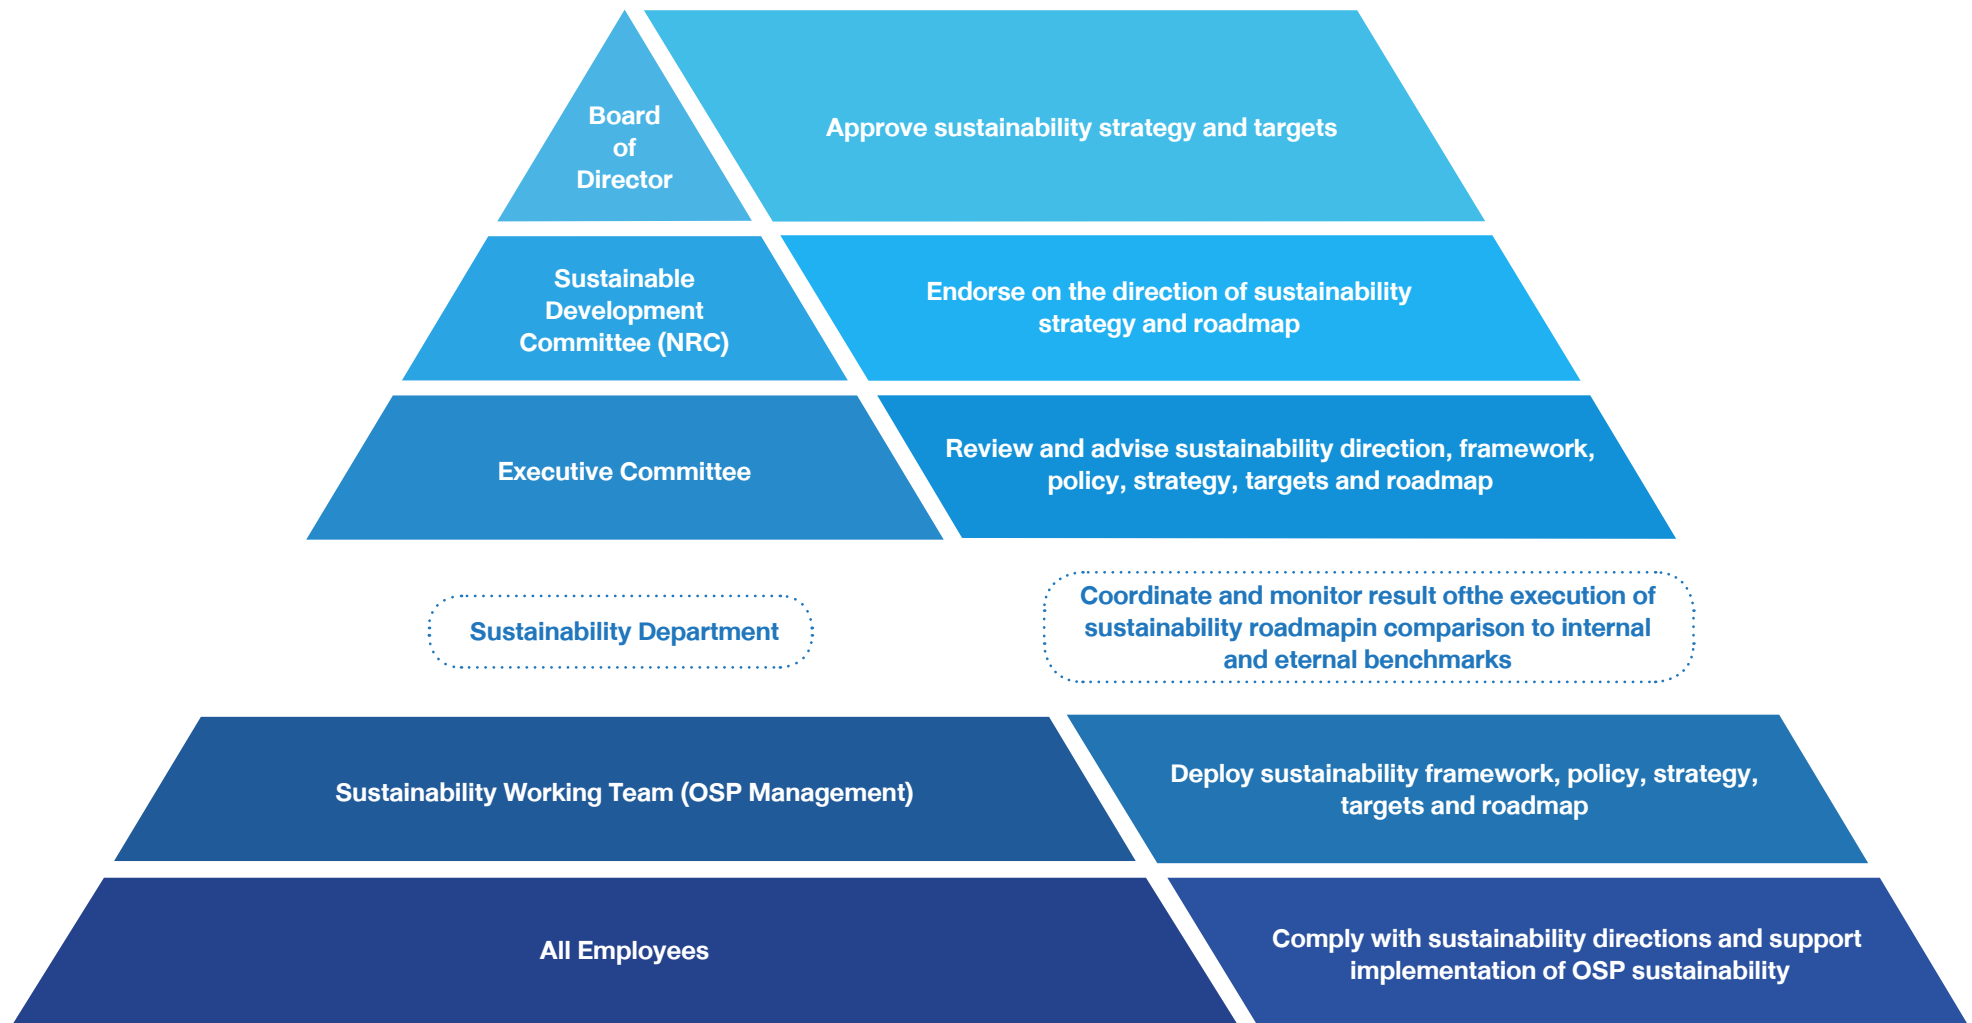 Board
of
Director
Approve sustainability strategy and targets
Sustainable
Development
Committee (NRC)
Endorse on the direction of sustainability
strategy and roadmap
Executive Committee
Review and advise sustainability direction, framework,
policy, strategy, targets and roadmap
Sustainability Department
Coordinate and monitor result ofthe execution of
sustainability roadmapin comparison to internal
and eternal benchmarks
Sustainability Working Team (OSP Management)
Deploy sustainability framework, policy, strategy,
targets and roadmap
All Employees
Comply with sustainability directions and support
implementation of OSP sustainability